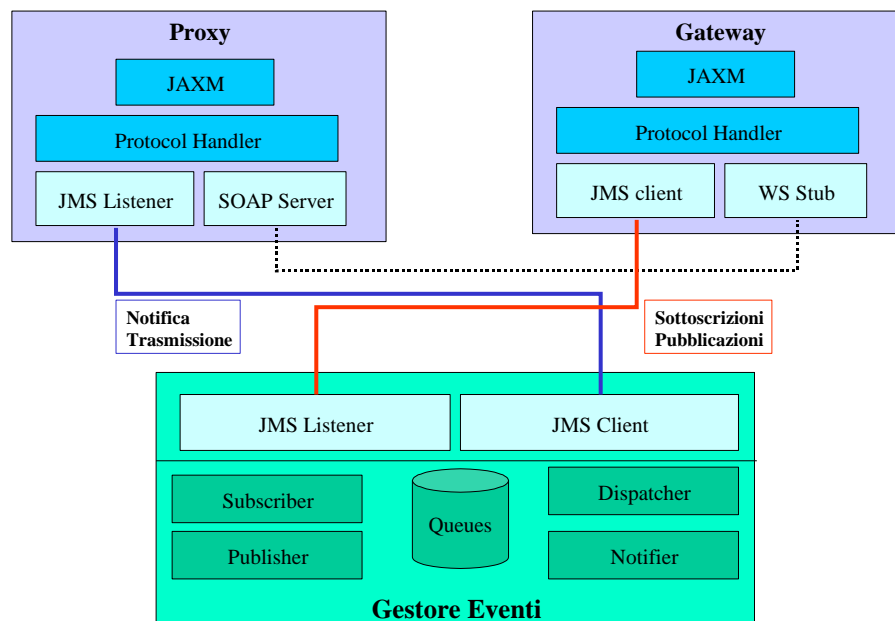 Proxy
JAXM
Protocol Handler
JMS Listener
SOAP Server
Gateway
JAXM
Protocol Handler
JMS client
WS Stub
Notifica
Trasmissione
Sottoscrizioni
Pubblicazioni
JMS Listener
JMS Client
Subscriber
Publisher
Queues
Dispatcher
Notifier
Gestore Eventi